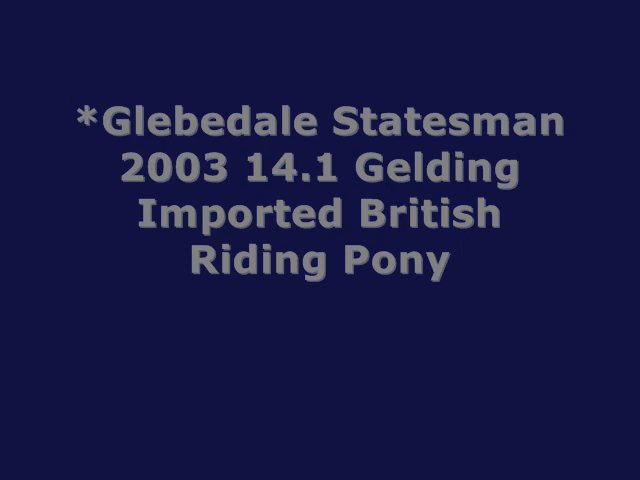 *Glebedale Statesman
2003 14.1 Gelding
Imported British
Riding Pony